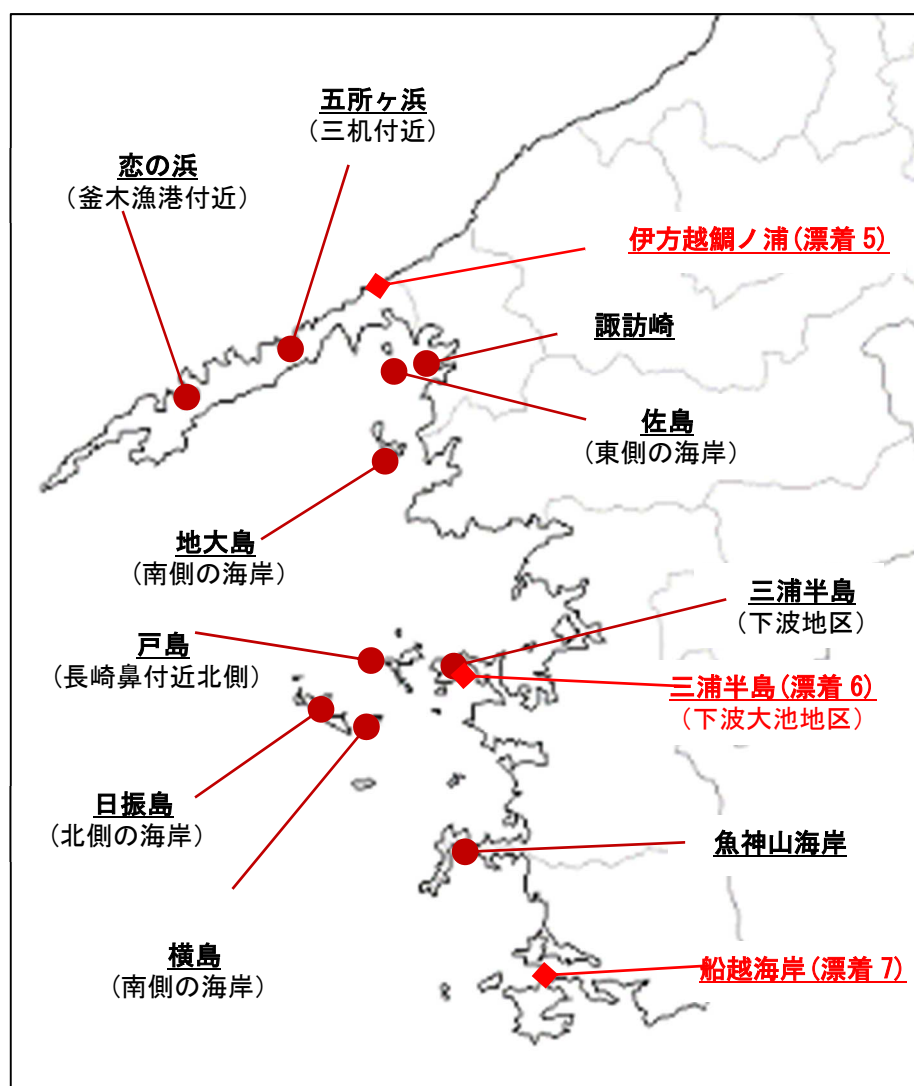 五所ヶ浜
（三机付近）
恋の浜
（釜木漁港付近）
伊方越鯛ノ浦(漂着 5)
諏訪崎
佐島
（東側の海岸）
地大島
（南側の海岸）
三浦半島
（下波地区）
戸島
（長崎鼻付近北側）
三浦半島(漂着 6)
（下波大池地区）
日振島
（北側の海岸）
魚神山海岸
横島
（南側の海岸）
船越海岸(漂着 7)